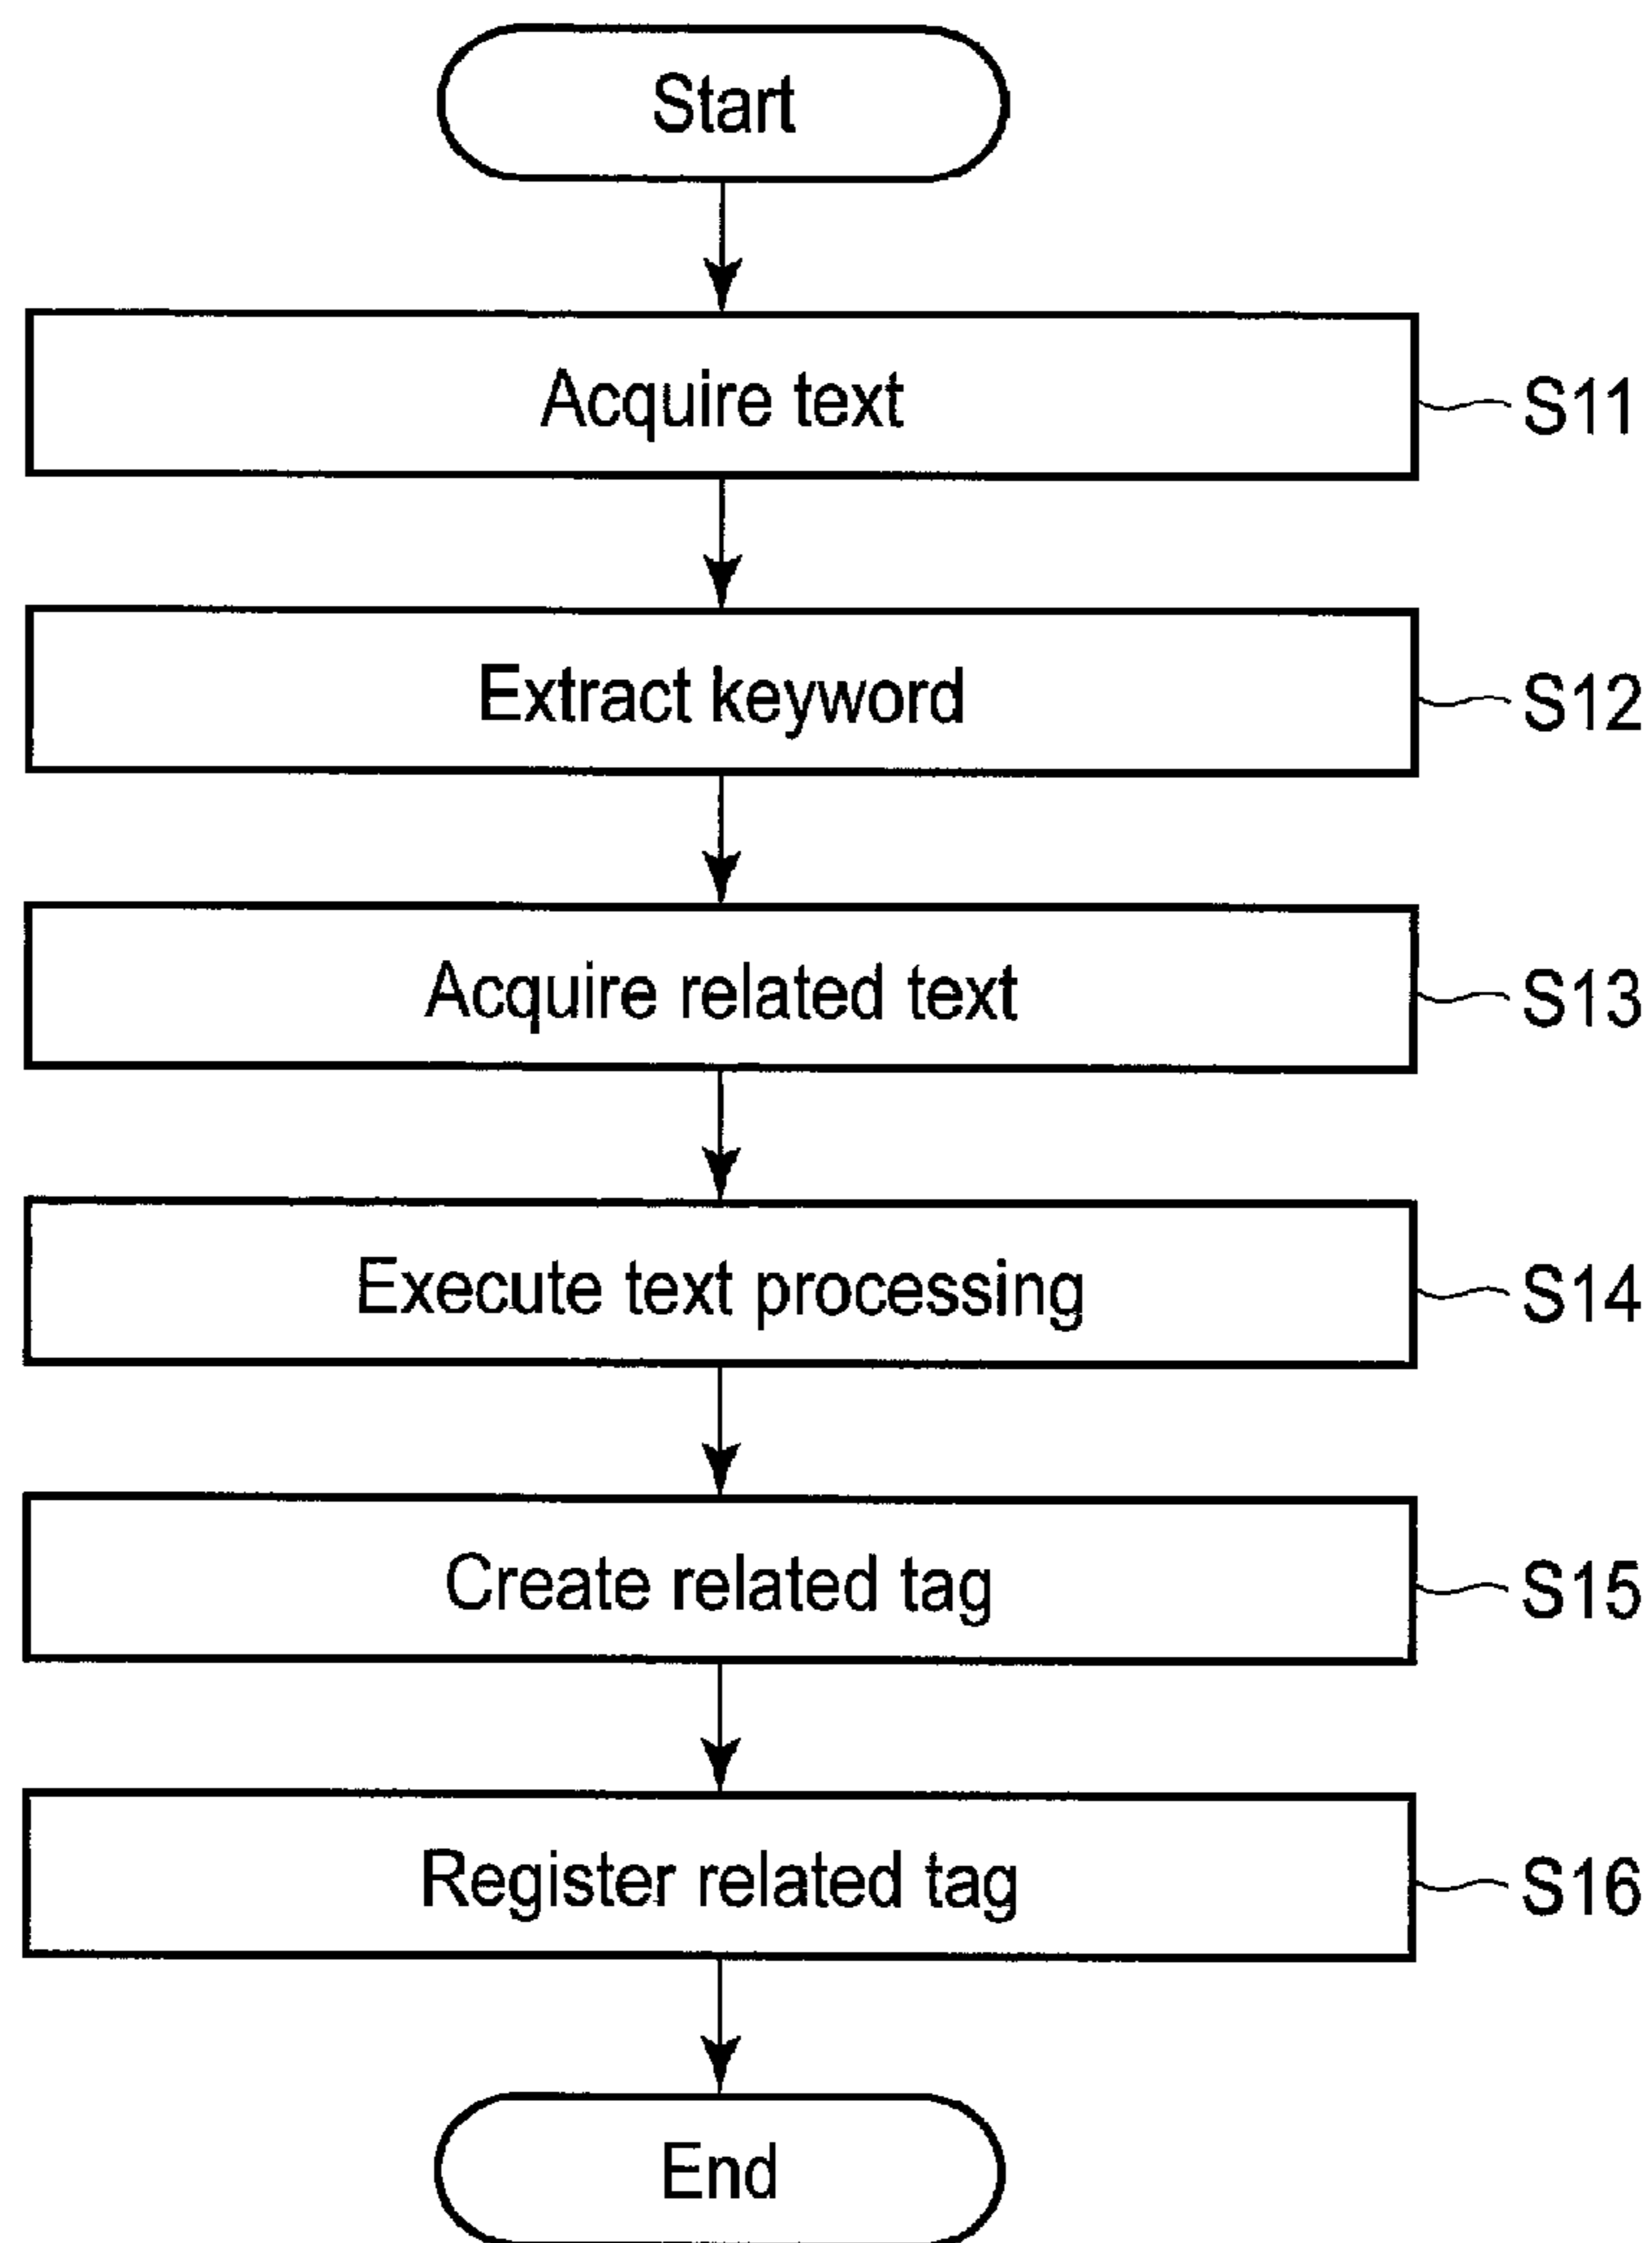 Start
Acquire text
S11
Extract keyword
S12
Acquire related text
S13
Execute text processing
S14
Create related tag
S15
Register related tag
S16
End